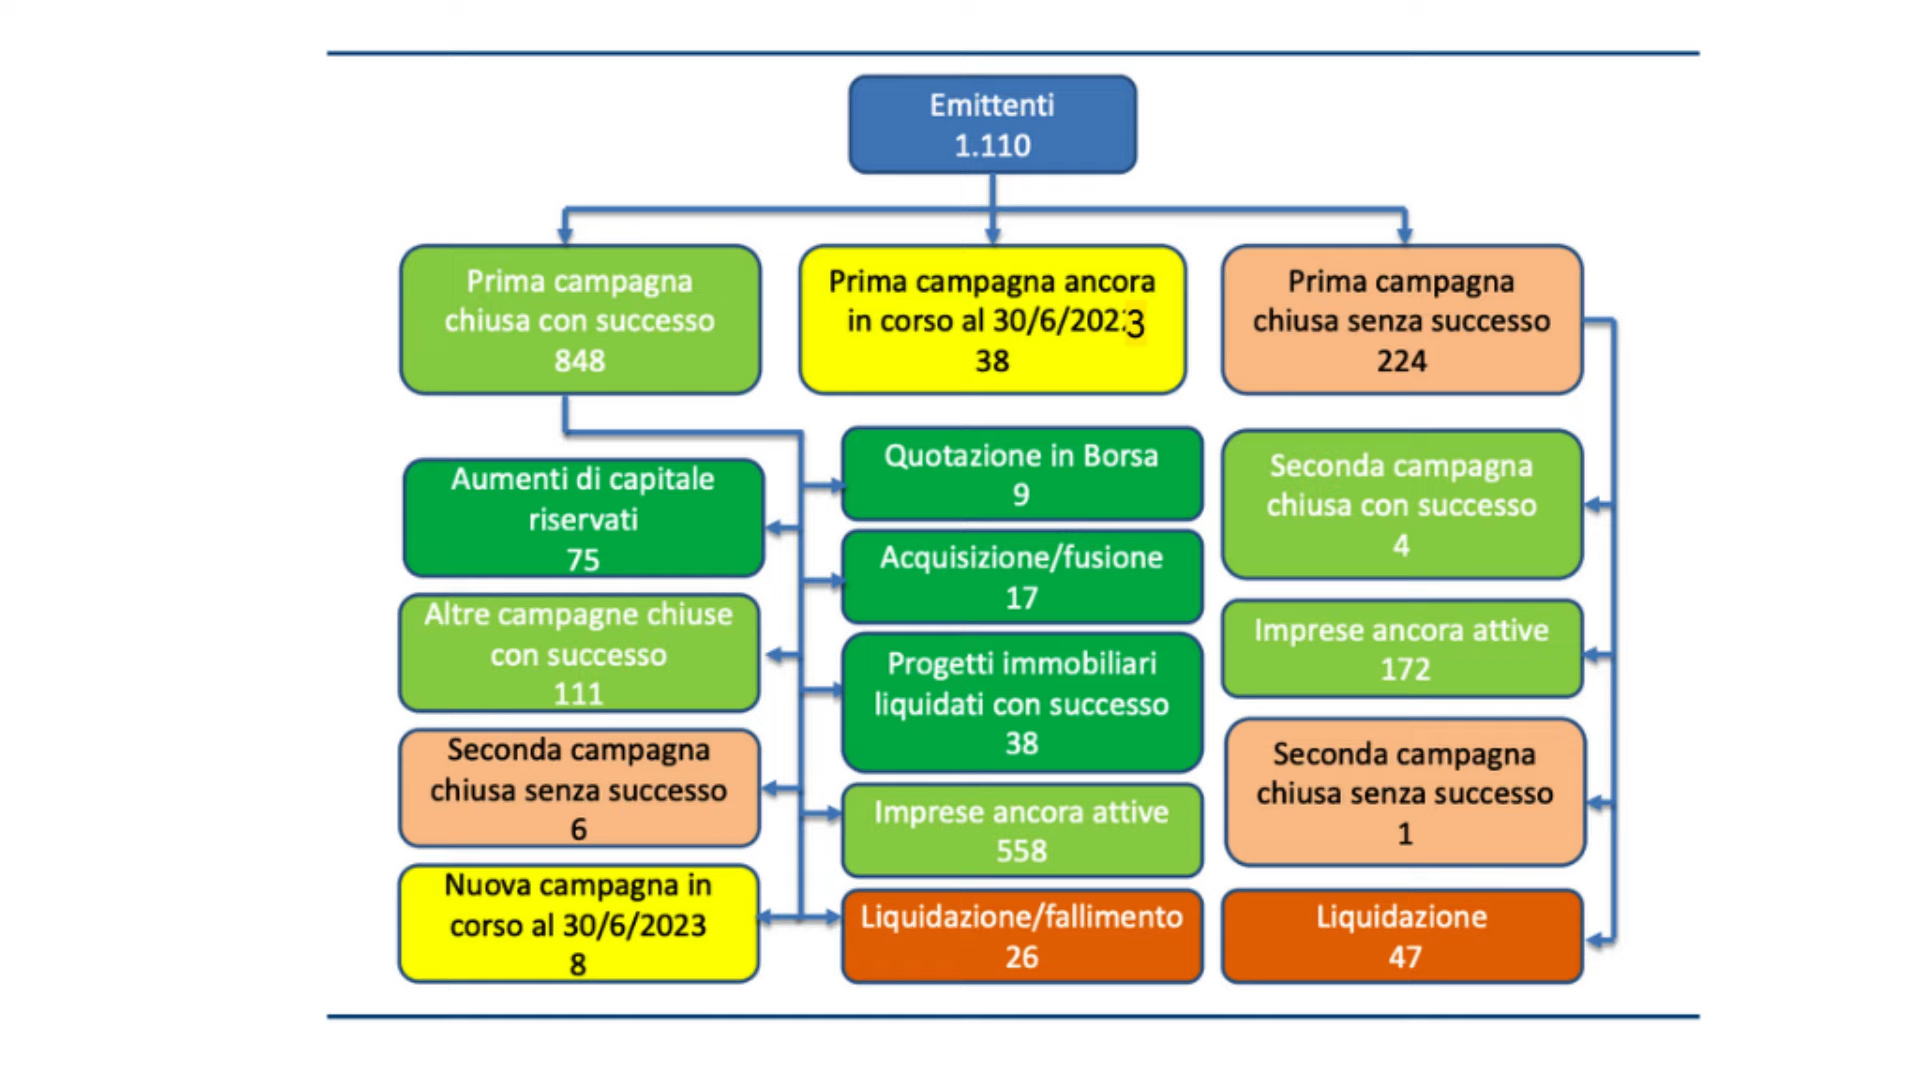 Emittenti
1.110
Prima campagna
chiusa con successo
848
Prima campagna ancora
in corso al 30/6/2023
38
Prima campagna
chiusa senza successo
224
Aumenti di capitale
riservati
75
Altre campagne chiuse
con successo
111
Seconda campagna
chiusa senza successo
6
Nuova campagna in
corso al 30/6/2023
8
Quotazione in Borsa
9
Acquisizione/fusione
17
Progetti immobiliari
liquidati con successo
38
Imprese ancora attive
558
Liquidazione/fallimento
26
Seconda campagna
chiusa con successo
4
Imprese ancora attive
172
Seconda campagna
chiusa senza successo
1
Liquidazione
47